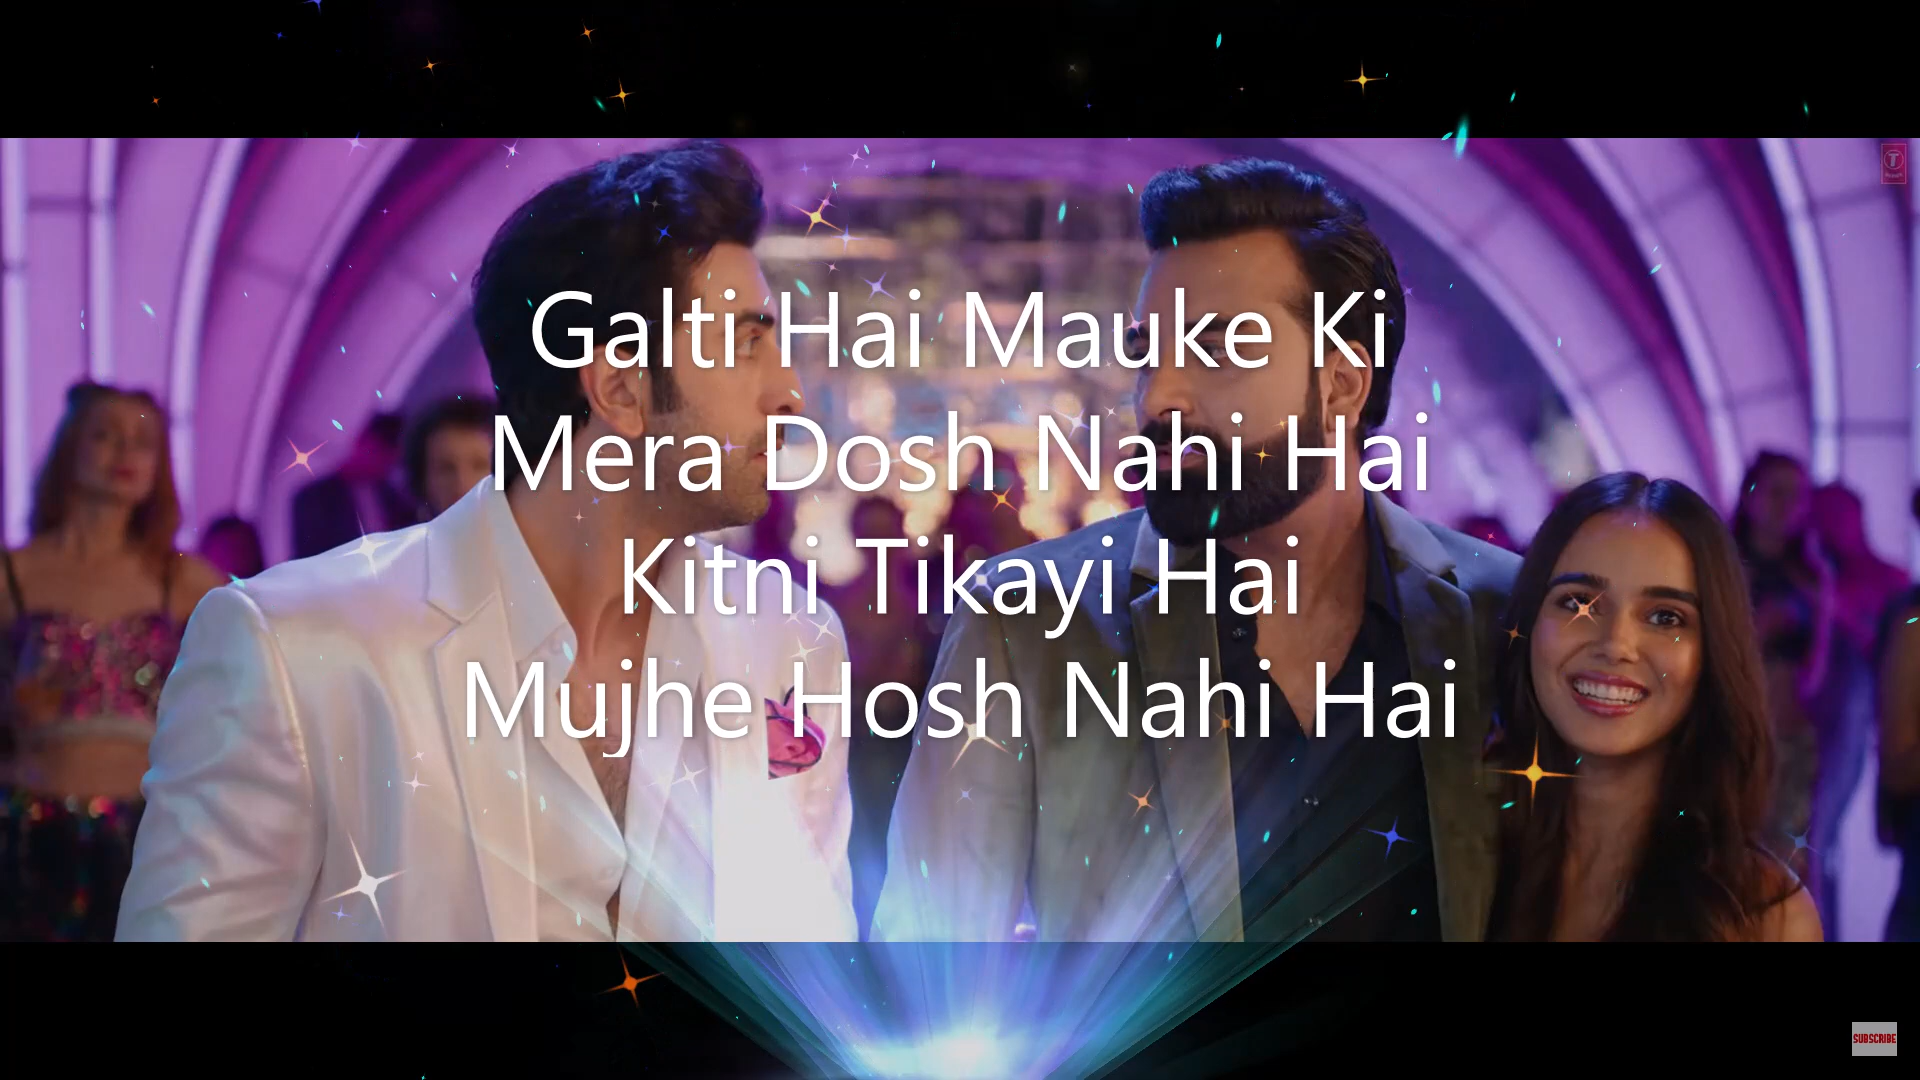 Galti Hai Mauke Ki
Mera Dosh Nahi Hai
Kitni Tikayi Hai
Mujhe Hosh Nahi Hai
SUBSCRIBE